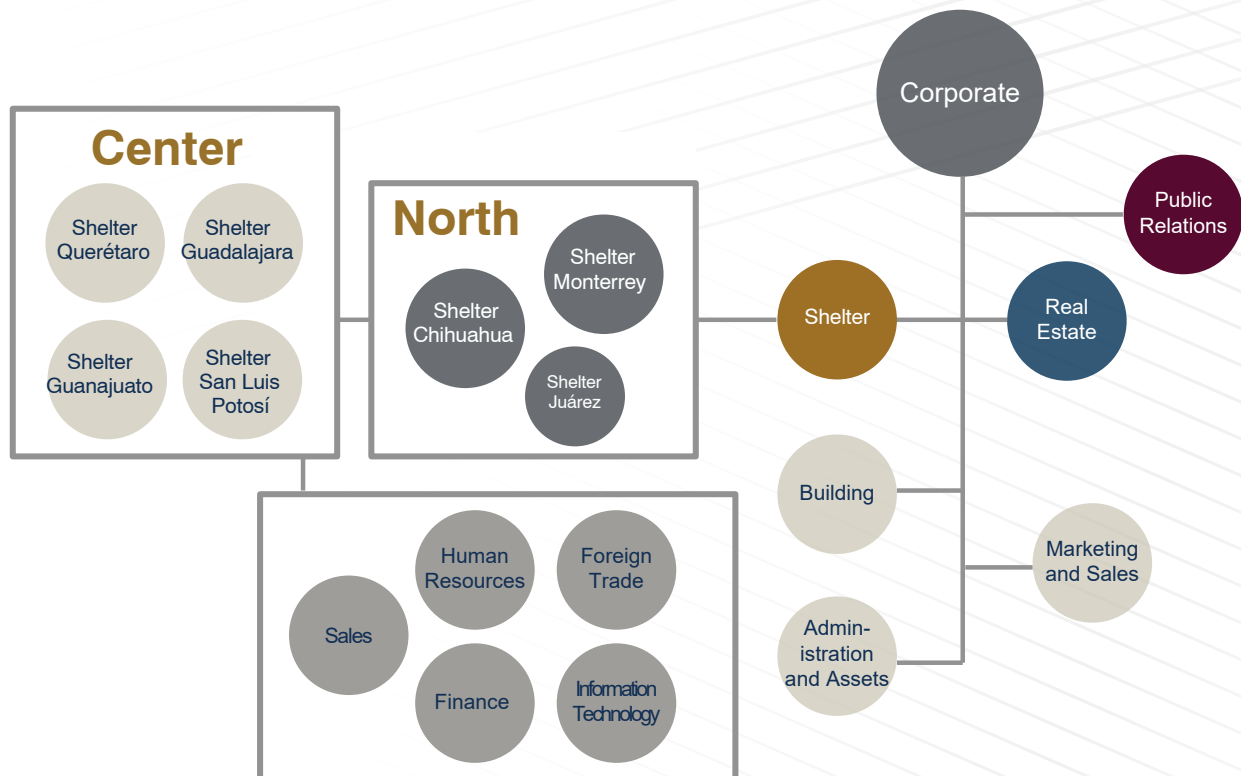 Corporate
Public
Relations
Center
Shelter
Querétaro
Shelter
Guadalajara
Shelter
Guanajuato
Shelter
San Luis
Potosí
North
Shelter
Monterrey
Shelter
Chihuahua
Shelter
Juárez
Shelter
Real
Estate
Building
Marketing
and Sales
Admin-
istration
and Assets
Sales
Human
Resources
Foreign
Trade
Finance
Information
Technology